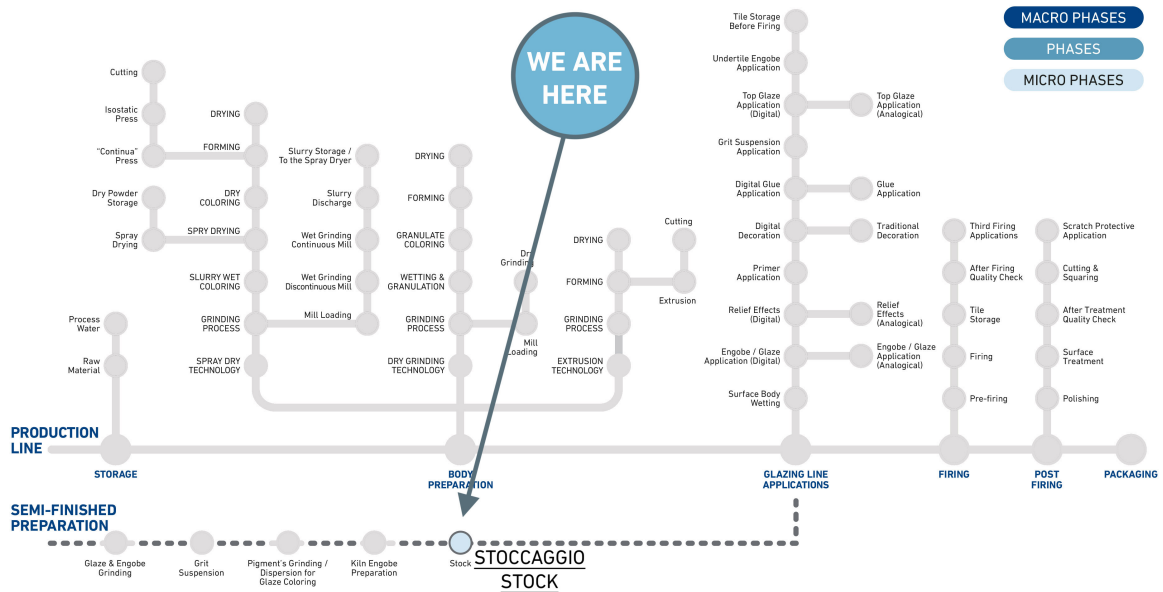 MACRO PHASES
PHASES
MICRO PHASES
WE ARE
HERE
Cutting
Isostatic
Press
"Continua"
Press
Dry Powder
Storage
Spray
Drying
Process
Water
Raw
Material
DRYING
FORMING
DRY
COLORING
SPRY DRYING
SLURRY WET
COLORING
GRINDING
PROCESS
SPRAY DRY
TECHNOLOGY
Slurry Storage /
To the Spray Dryer
Slurry
Discharge
Wet Grinding
Continuous Mill
Wet Grinding
Discontinuous Mill
Mill Loading
DRYING
FORMING
GRANULATE
COLORING
WETTING &
GRANULATION
GRINDING
PROCESS
DRY GRINDING
TECHNOLOGY
Dry
Grinding
Mill
Loading
DRYING
FORMING
GRINDING
PROCESS
EXTRUSION
TECHNOLOGY
Cutting
Extrusion
Tile Storage
Before Firing
Undertile Engobe
Application
Top Glaze
Application
(Digital)
Top Glaze
Application
(Analogical)
Grit Suspension
Application
Digital Glue
Application
Glue
Application
Digital
Decoration
Traditional
Decoration
Primer
Application
Relief Effects
(Digital)
Relief
Effects
(Analogical)
Engobe / Glaze
Application (Digital)
Engobe / Glaze
Application
(Analogical)
Surface Body
Wetting
Third Firing
Applications
After Firing
Quality Check
Tile
Storage
Firing
Pre-firing
Scratch Protective
Application
Cutting &
Squaring
After Treatment
Quality Check
Surface
Treatment
Polishing
PRODUCTION
LINE
STORAGE
BODY
PREPARATION
GLAZING LINE
APPLICATIONS
FIRING
POST
FIRING
PACKAGING
SEMI-FINISHED
PREPARATION
Glaze & Engobe
Grinding
Grit
Suspension
Pigment's Grinding /
Dispersion for
Glaze Coloring
Kiln Engobe
Preparation
Stock
STOCCAGGIO
STOCK